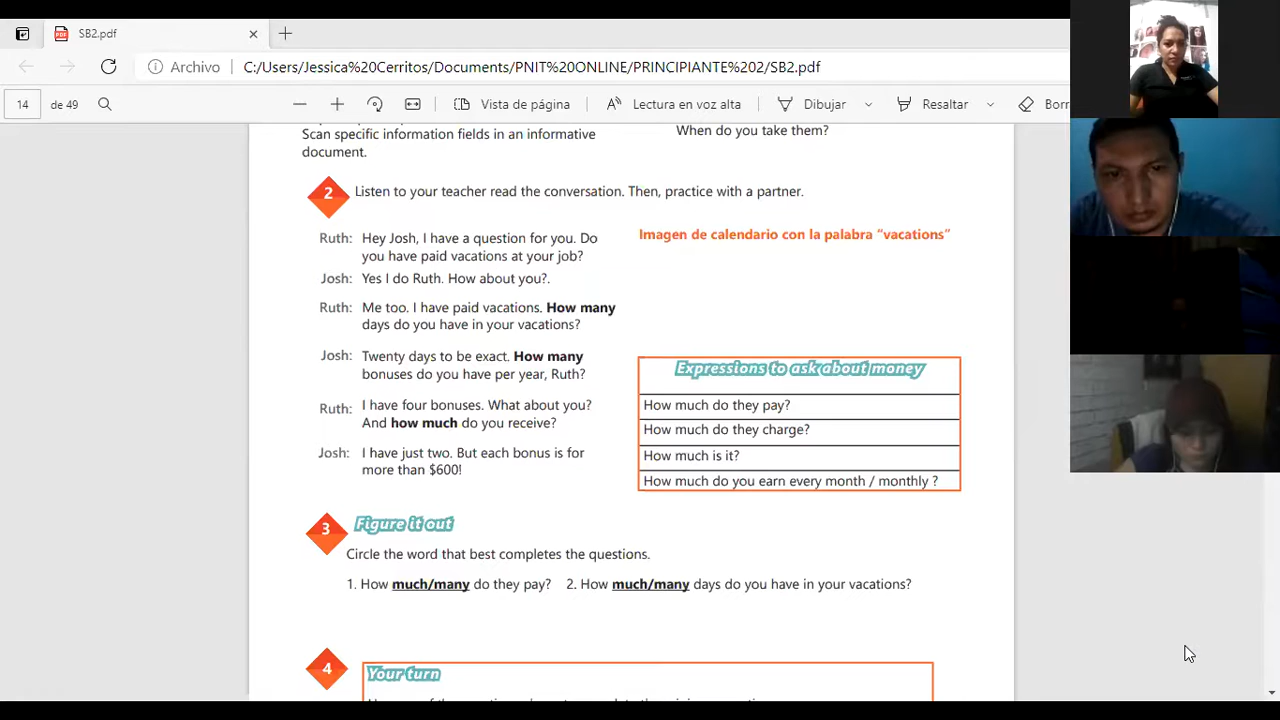 SB2.pdf
Archivo
C:/Users/Jessica%20Cerritos/Documents/PNIT%20ONLINE/PRINCIPIANTE%202/SB2.pdf
14
de 49
Vista de página
Lectura en voz alta
Dibujar
Resaltar
Borr
Scan specific information fields in an informative
document.
When do you take them?
2
Listen to your teacher read the conversation. Then, practice with a partner.
Ruth: Hey Josh, I have a question for you. Do
you have paid vacations at your job?
Josh: Yes I do Ruth. How about you?.
Ruth: Me too. I have paid vacations. How many
days do you have in your vacations?
Josh: Twenty days to be exact. How many
bonuses do you have per year, Ruth?
Ruth: I have four bonuses. What about you?
And how much do you receive?
Josh: I have just two. But each bonus is for
more than $600!
Imagen de calendario con la palabra “vacations”
Expressions to ask about money
How much do they pay?
How much do they charge?
How much is it?
How much do you earn every month / monthly ?
3
Figure it out
Circle the word that best completes the questions.
1. How much/many do they pay? 2. How much/many days do you have in your vacations?
4
Your turn